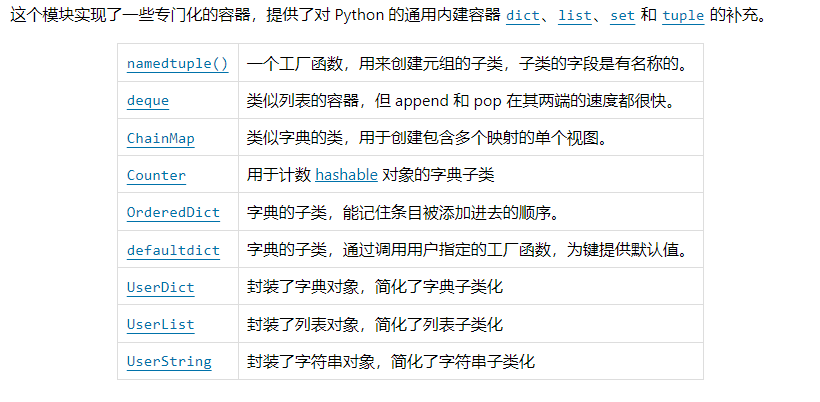 这个模块实现了一些专门化的容器，提供了对 Python 的通用内建容器 dict、list、set 和 tuple 的补充。
namedtuple() 一个工厂函数，用来创建元组的子类，子类的字段是有名称的。
deque 类似列表的容器，但 append 和 pop 在其两端的速度都很快。
ChainMap 类似字典的类，用于创建包含多个映射的单个视图。
Counter 用于计数 hashable 对象的字典子类
OrderedDict 字典的子类，能记住条目被添加进去的顺序。
defaultdict 字典的子类，通过调用用户指定的工厂函数，为键提供默认值。
UserDict 封装了字典对象，简化了字典子类化
UserList 封装了列表对象，简化了列表子类化
UserString 封装了字符串对象，简化了字符串子类化